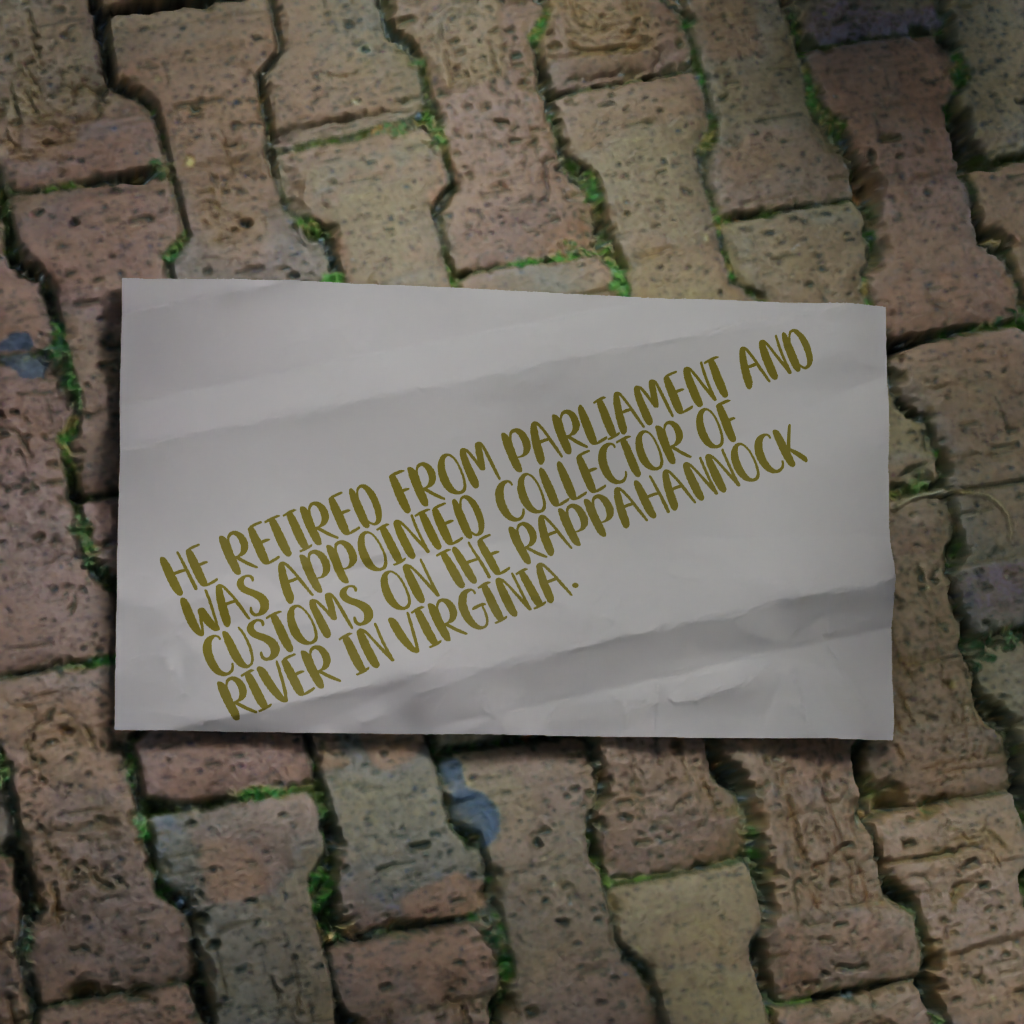 HE RETIRED FROM PARLIAMENT AND
WAS APPOINTED COLLECTOR OF
CUSTOMS ON THE RAPPAHANNOCK
RIVER IN VIRGINIA.